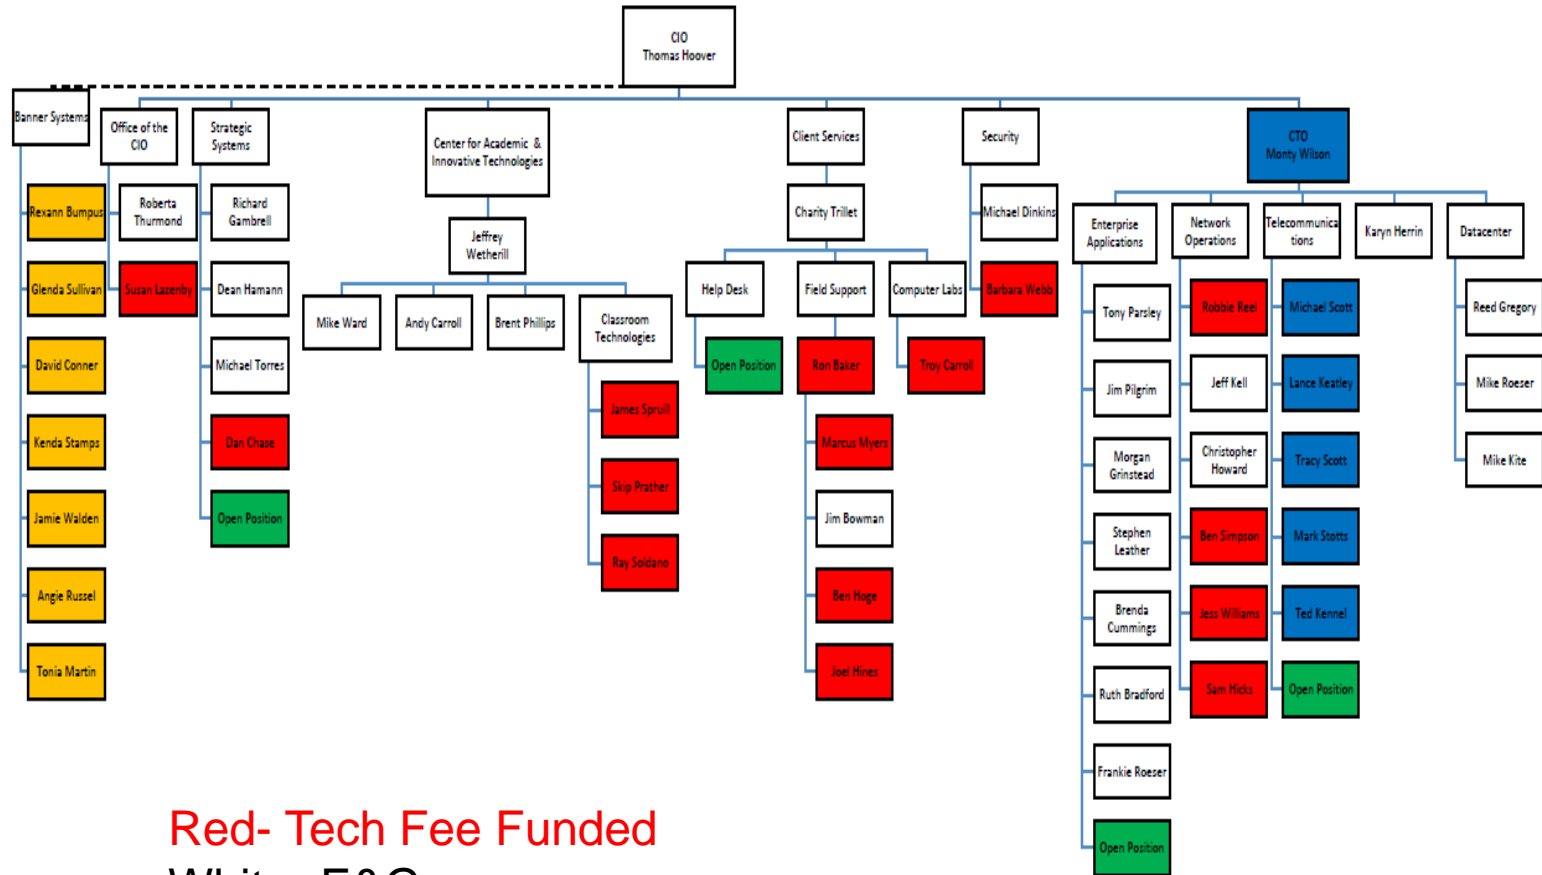 CIO
Thomas Hoover
Banner Systems
Office of the
CIO
Strategic
Systems
Center for Academic &
Innovative Technologies
Client Services
Security
CTO
Monty Wilson
Rexann Bumpus
Glenda Sullivan
David Conner
Kenda Stamps
Jamie Walden
Angie Russel
Tonia Martin
Roberta
Thurmond
Susan Lazenby
Richard
Gambrell
Dean Hamann
Michael Torres
Dan Chase
Open Position
Jeffrey
Wetherill
Mike Ward
Andy Carroll
Brent Phillips
Classroom
Technologies
James Spruill
Skip Prather
Ray Soldano
Charity Trillet
Help Desk
Field Support
Computer Labs
Open Position
Ron Baker
Marcus Myers
Jim Bowman
Ben Hoge
Joel Hines
Troy Carroll
Michael Dinkins
Barbara Webb
Enterprise
Applications
Network
Operations
Telecommunica
tions
Karyn Herrin
Datacenter
Tony Parsley
Jim Pilgrim
Morgan
Grinstead
Stephen
Leather
Brenda
Cummings
Ruth Bradford
Frankie Roeser
Open Position
Robbie Reel
Jeff Kell
Christopher
Howard
Ben Simpson
Jess Williams
Sam Hicks
Michael Scott
Lance Keatley
Tracy Scott
Mark Stotts
Ted Kennel
Open Position
Reed Gregory
Mike Roeser
Mike Kite
Red- Tech Fee Funded